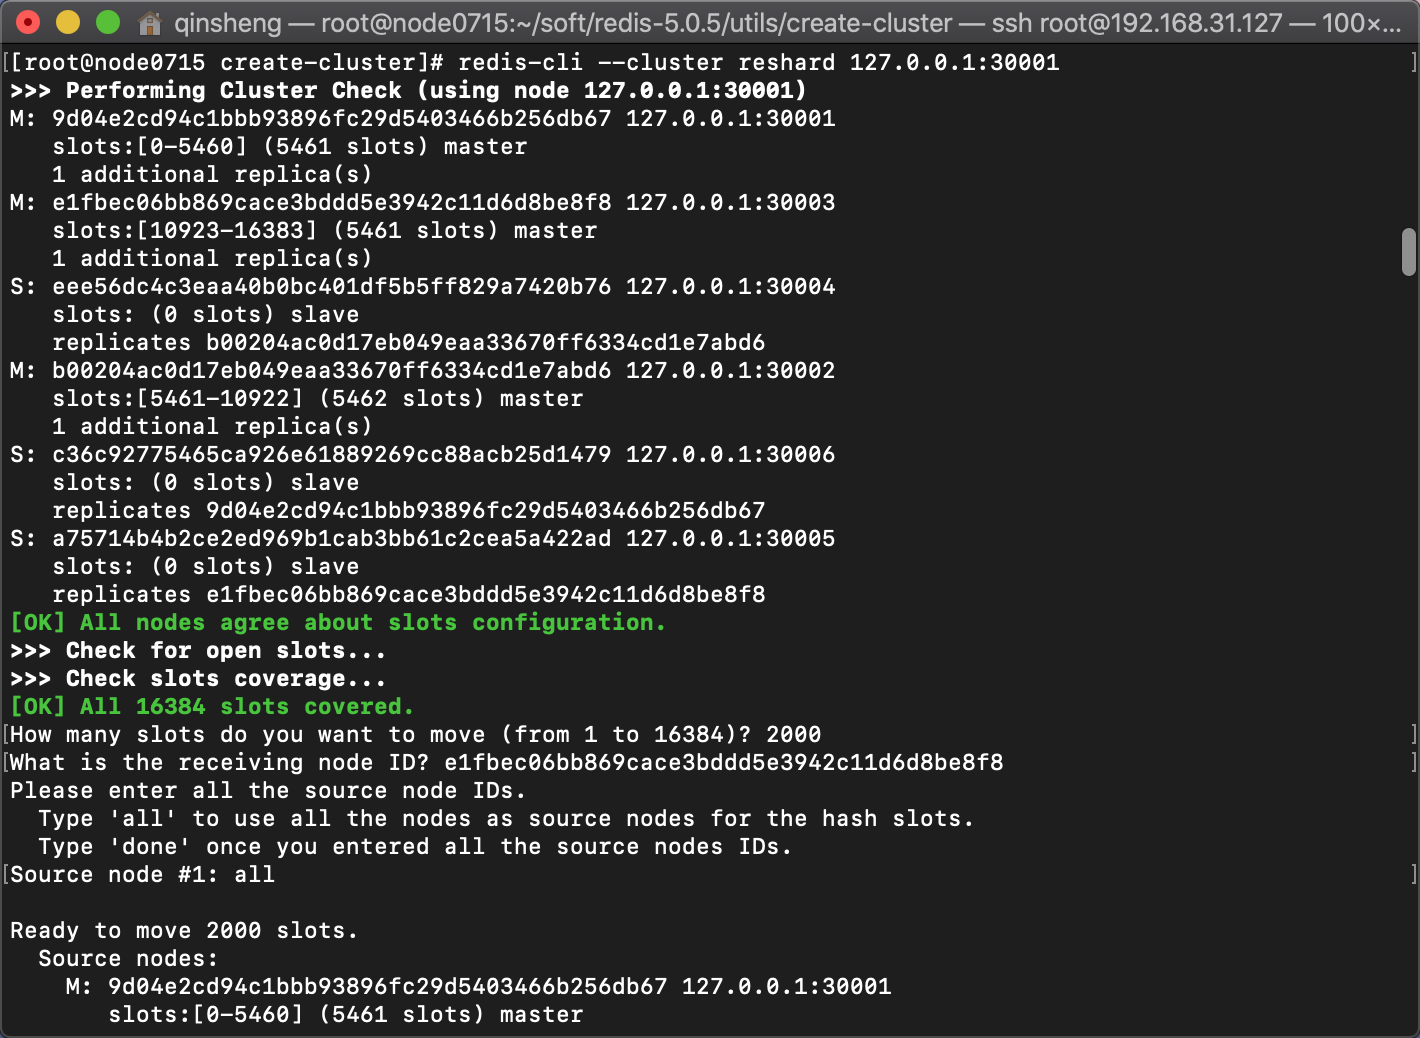 qinsheng — root@node0715:~/soft/redis-5.0.5/utils/create-cluster — ssh root@192.168.31.127 — 100×...
[[root@node0715 create-cluster]# redis-cli --cluster reshard 127.0.0.1:30001 ]
>>> Performing Cluster Check (using node 127.0.0.1:30001)
M: 9d04e2cd94c1bbb93896fc29d5403466b256db67 127.0.0.1:30001
   slots:[0-5460] (5461 slots) master
   1 additional replica(s)
M: e1fbec06bb869cace3bddd5e3942c11d6d8be8f8 127.0.0.1:30003
   slots:[10923-16383] (5461 slots) master
   1 additional replica(s)
S: eee56dc4c3eaa40b0bc401df5b5ff829a7420b76 127.0.0.1:30004
   slots: (0 slots) slave
   replicates b00204ac0d17eb049eaa33670ff6334cd1e7abd6
M: b00204ac0d17eb049eaa33670ff6334cd1e7abd6 127.0.0.1:30002
   slots:[5461-10922] (5462 slots) master
   1 additional replica(s)
S: c36c92775465ca926e61889269cc88acb25d1479 127.0.0.1:30006
   slots: (0 slots) slave
   replicates 9d04e2cd94c1bbb93896fc29d5403466b256db67
S: a75714b4b2ce2ed969b1cab3bb61c2cea5a422ad 127.0.0.1:30005
   slots: (0 slots) slave
   replicates e1fbec06bb869cace3bddd5e3942c11d6d8be8f8
[OK] All nodes agree about slots configuration.
>>> Check for open slots...
>>> Check slots coverage...
[OK] All 16384 slots covered.
[How many slots do you want to move (from 1 to 16384)? 2000 ]
[What is the receiving node ID? e1fbec06bb869cace3bddd5e3942c11d6d8be8f8 ]
Please enter all the source node IDs.
  Type 'all' to use all the nodes as source nodes for the hash slots.
  Type 'done' once you entered all the source nodes IDs.
[Source node #1: all ]
Ready to move 2000 slots.
  Source nodes:
    M: 9d04e2cd94c1bbb93896fc29d5403466b256db67 127.0.0.1:30001
       slots:[0-5460] (5461 slots) master